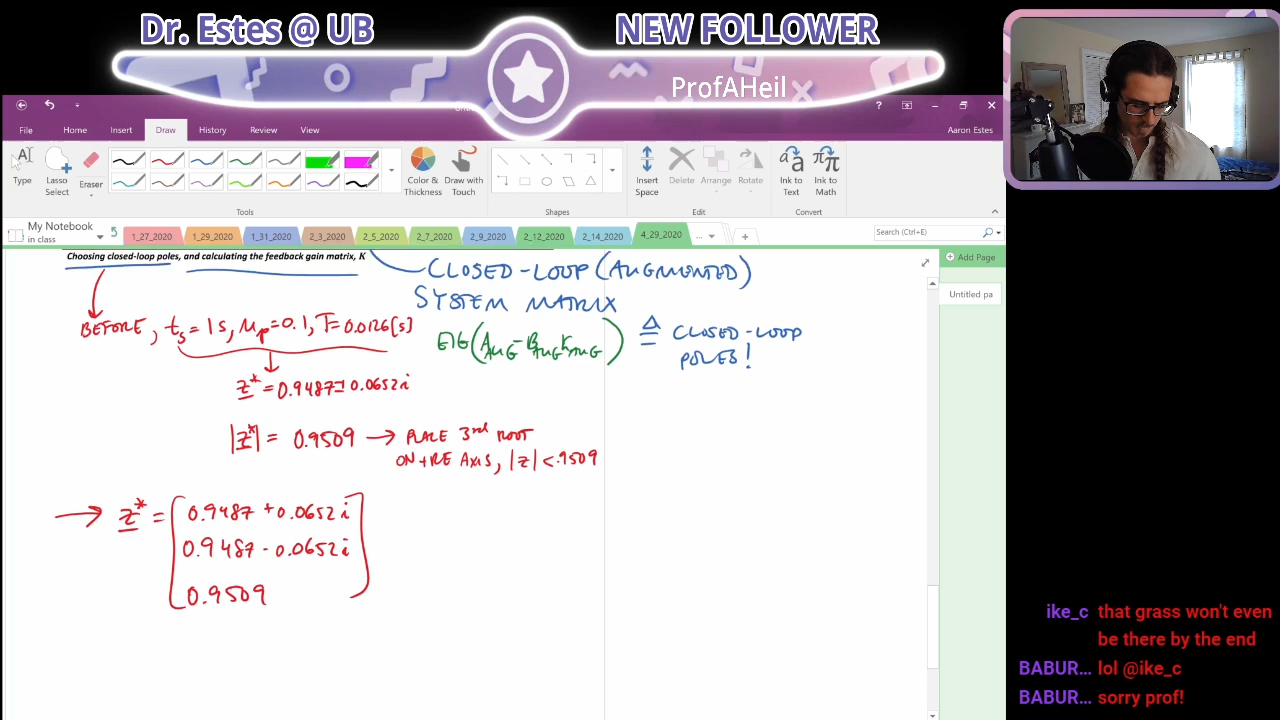 Dr. Estes @ UB
NEW FOLLOWER
ProfAHeil
File Home Insert Draw History Review View
Aaron Estes
Type
Lasso Select
Eraser
Color & Thickness
Draw with Touch
Insert Space
Delete
Arrange
Rotate
Ink to Text
Ink to Math
Tools
Shapes
Edit
Convert
My Notebook
in class
1_27_2020 1_29_2020 1_31_2020 2_3_2020 2_5_2020 2_7_2020 2_9_2020 2_12_2020 2_14_2020 4_29_2020 ...
Search (Ctrl+E)
Add Page
Untitled pa
Choosing closed-loop poles, and calculating the feedback gain matrix, K
CLOSED-LOOP (AUGMENTED)
SYSTEM MATRIX
BEFORE, ts = 1s, Mp = 0.1, T = 0.0126[s]
EIG(A_AUG - B_AUG K_AUG) ≜ CLOSED-LOOP
POLES!
z* = 0.9487 ± 0.0652i
|z*| = 0.9509 → PLACE 3rd ROOT
ON +RE AXIS, |z| < .9509
→ z* = [0.9487 + 0.0652i
0.9487 - 0.0652i
0.9509]
ike_c that grass won't even
be there by the end
BABUR... lol @ike_c
BABUR... sorry prof!